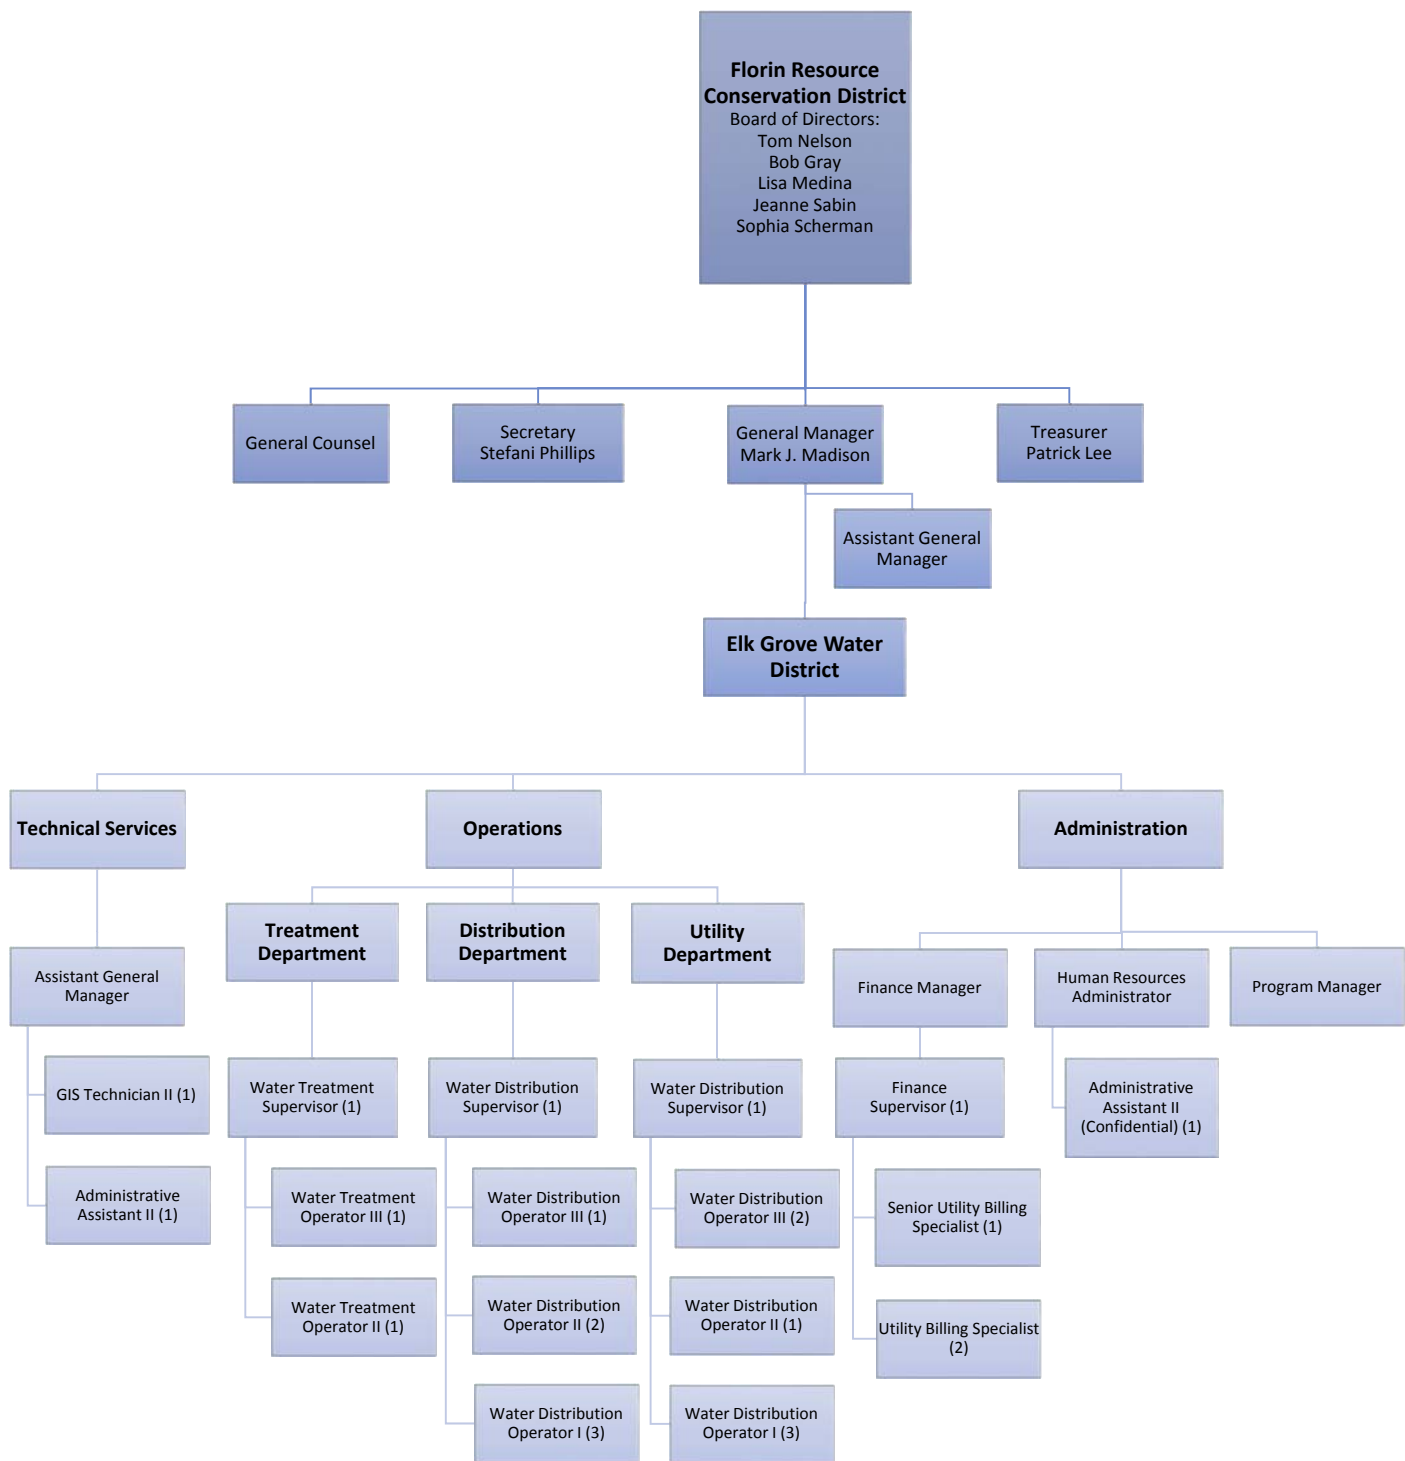 Florin Resource
Conservation District
Board of Directors:
Tom Nelson
Bob Gray
Lisa Medina
Jeanne Sabin
Sophia Scherman
General Counsel
Secretary
Stefani Phillips
General Manager
Mark J. Madison
Treasurer
Patrick Lee
Assistant General
Manager
Elk Grove Water
District
Technical Services
Operations
Administration
Treatment
Department
Distribution
Department
Utility
Department
Assistant General
Manager
Finance Manager
Human Resources
Administrator
Program Manager
GIS Technician II (1)
Administrative
Assistant II (1)
Water Treatment
Supervisor (1)
Water Treatment
Operator III (1)
Water Treatment
Operator II (1)
Water Distribution
Supervisor (1)
Water Distribution
Operator III (1)
Water Distribution
Operator II (2)
Water Distribution
Operator I (3)
Water Distribution
Supervisor (1)
Water Distribution
Operator III (2)
Water Distribution
Operator II (1)
Water Distribution
Operator I (3)
Finance
Supervisor (1)
Senior Utility Billing
Specialist (1)
Utility Billing Specialist
(2)
Administrative
Assistant II
(Confidential) (1)